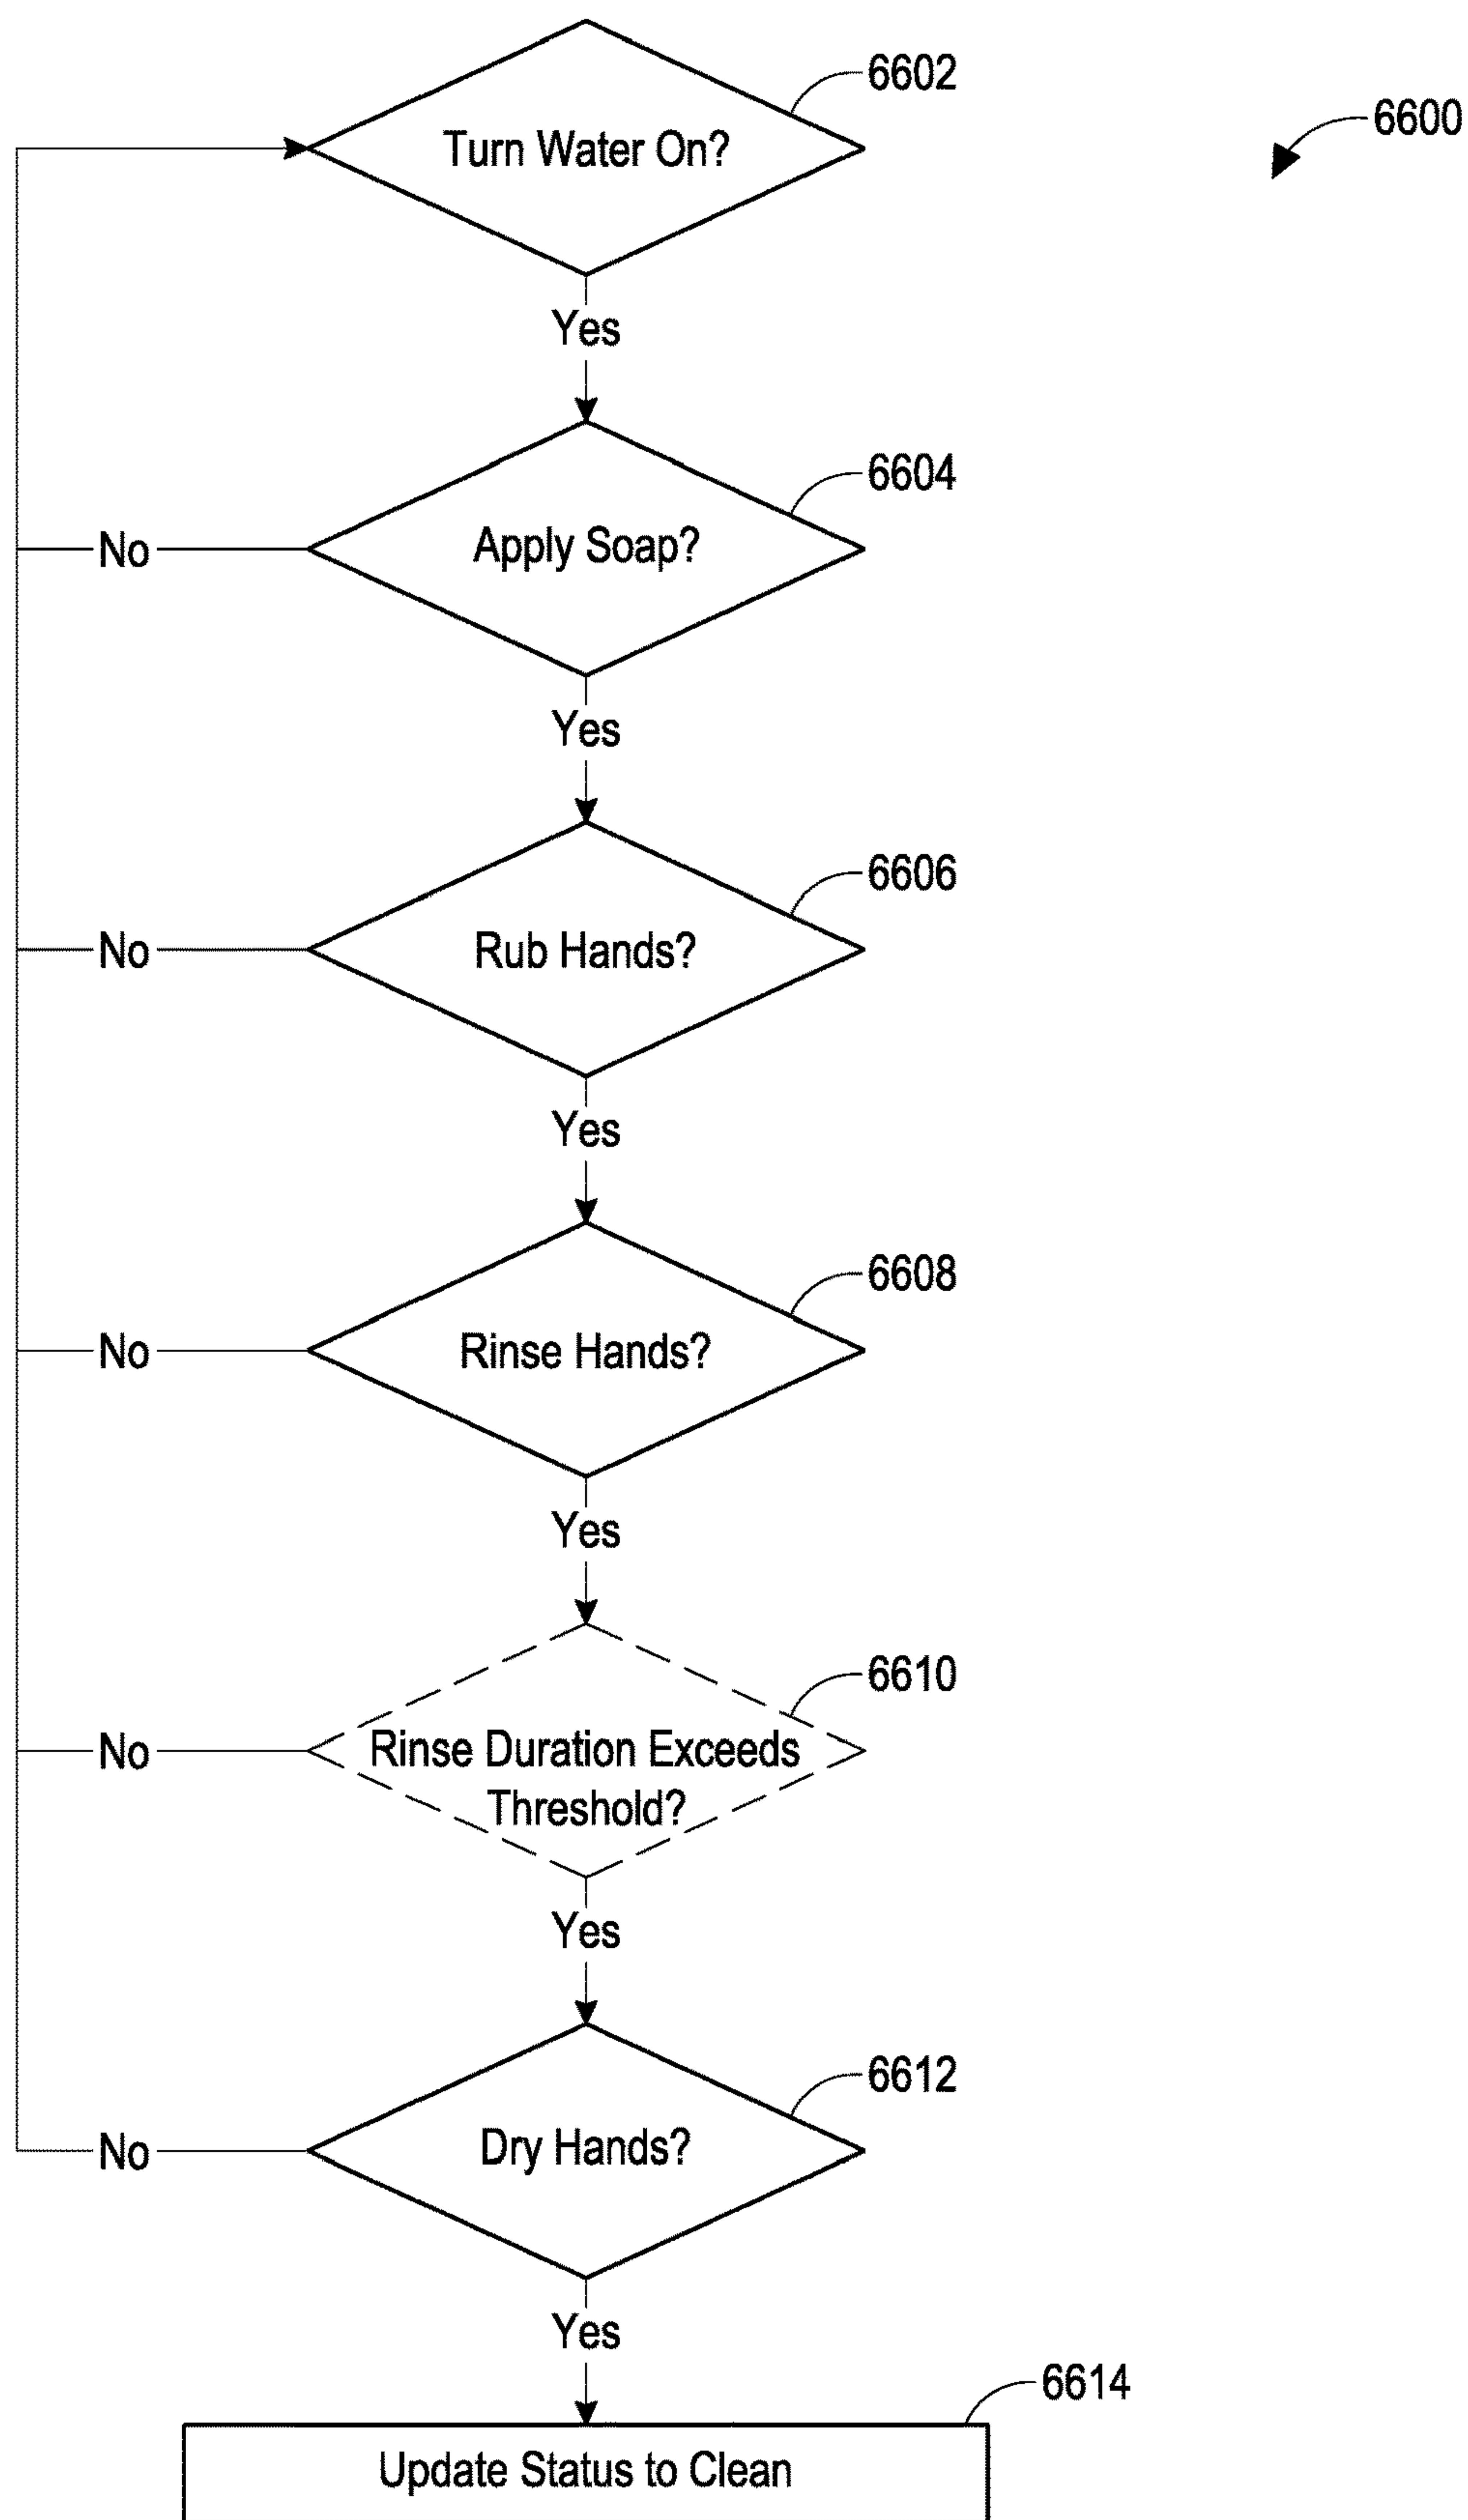 6602
6600
Turn Water On?
Yes
6604
No
Apply Soap?
Yes
6606
No
Rub Hands?
Yes
6608
No
Rinse Hands?
Yes
6610
No
Rinse Duration Exceeds
Threshold?
Yes
6612
No
Dry Hands?
Yes
6614
Update Status to Clean